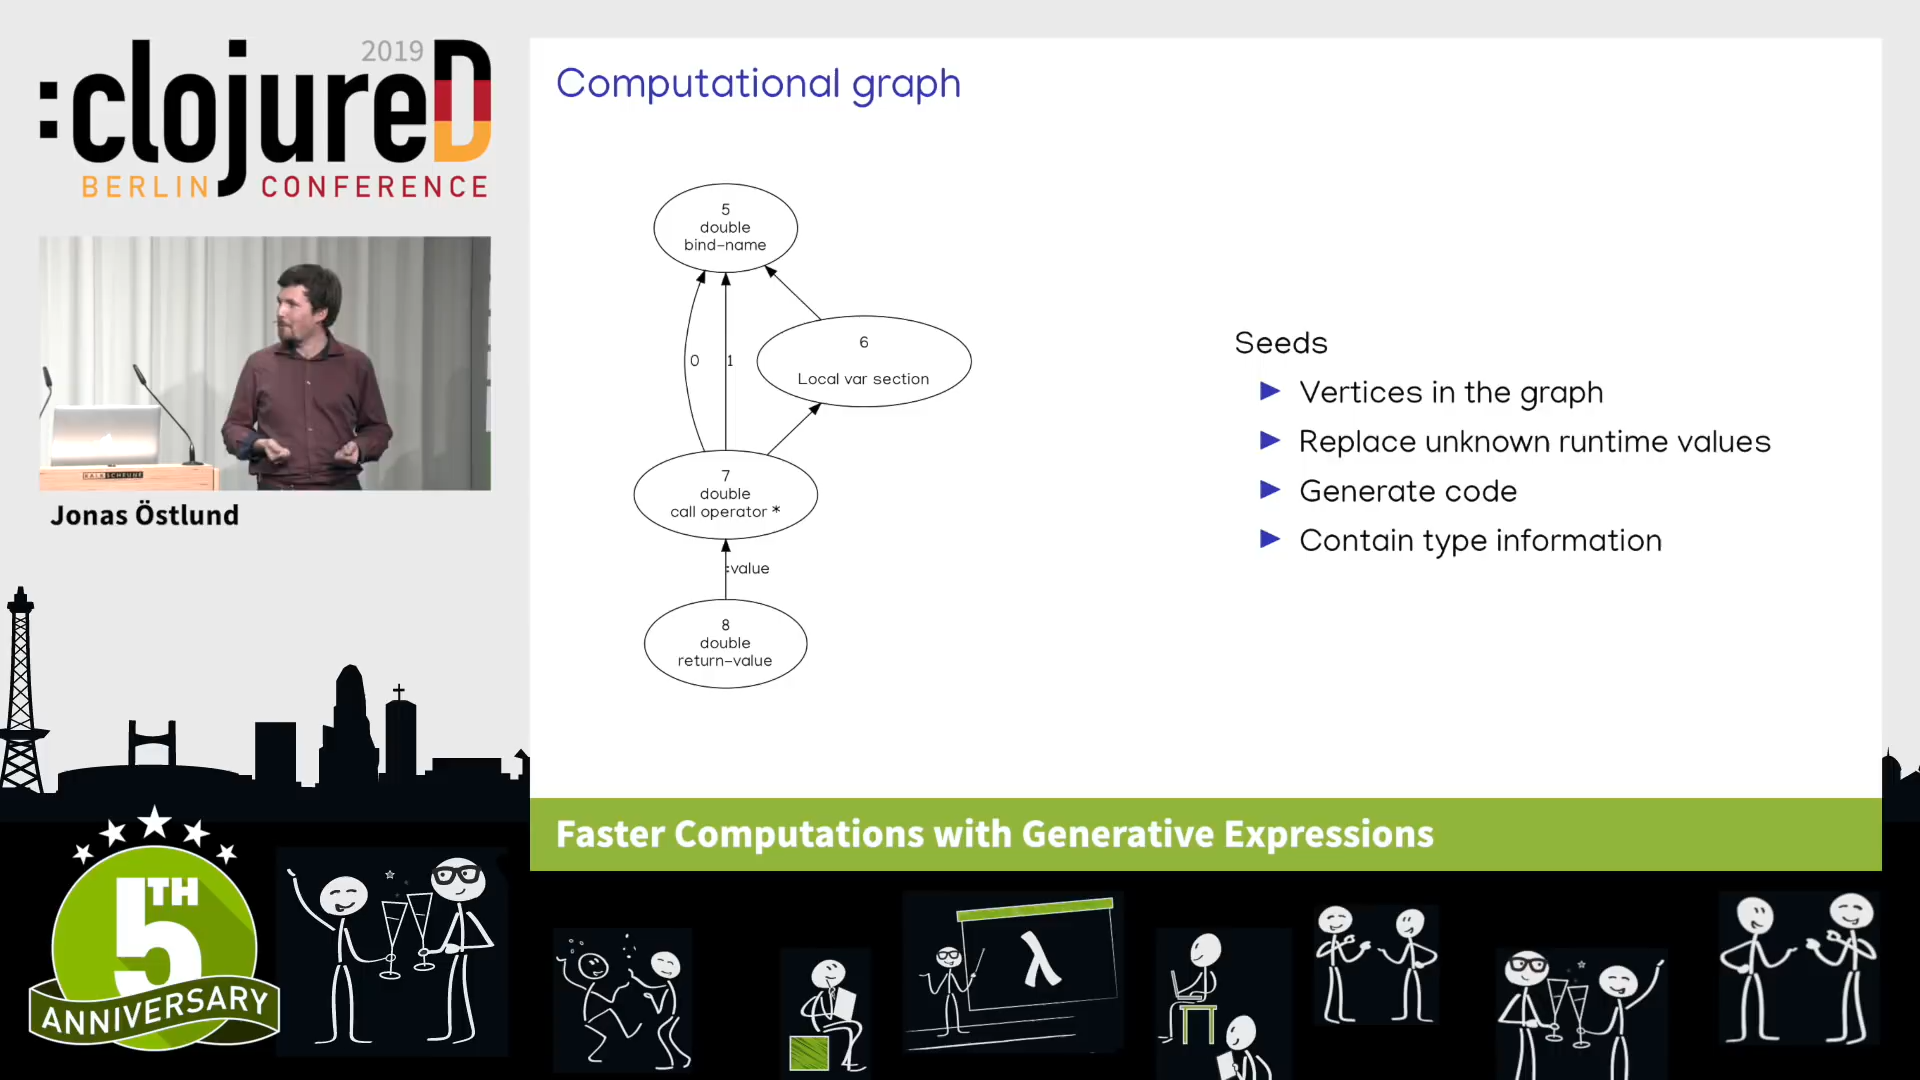 2019
:clojureD
BERLIN CONFERENCE
KALKSCHEUNE
Jonas Östlund
Computational graph
5
double
bind-name
0
1
6
Local var section
7
double
call operator *
:value
8
double
return-value
Seeds
Vertices in the graph
Replace unknown runtime values
Generate code
Contain type information
Faster Computations with Generative Expressions
5TH
ANNIVERSARY
λ